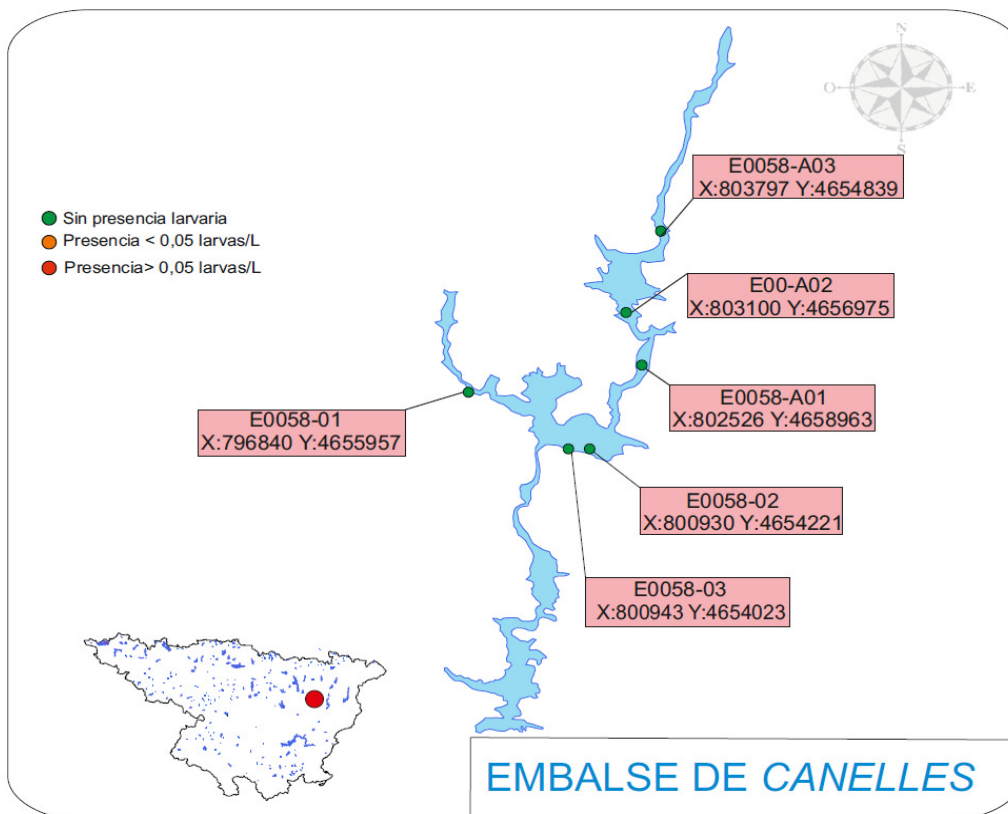 N
O
E
S
E0058-A03
X:803797 Y:4654839
Sin presencia larvaria
Presencia < 0,05 larvas/L
Presencia> 0,05 larvas/L
E00-A02
X:803100 Y:4656975
E0058-A01
X:802526 Y:4658963
E0058-01
X:796840 Y:4655957
E0058-02
X:800930 Y:4654221
E0058-03
X:800943 Y:4654023
EMBALSE DE CANELLES